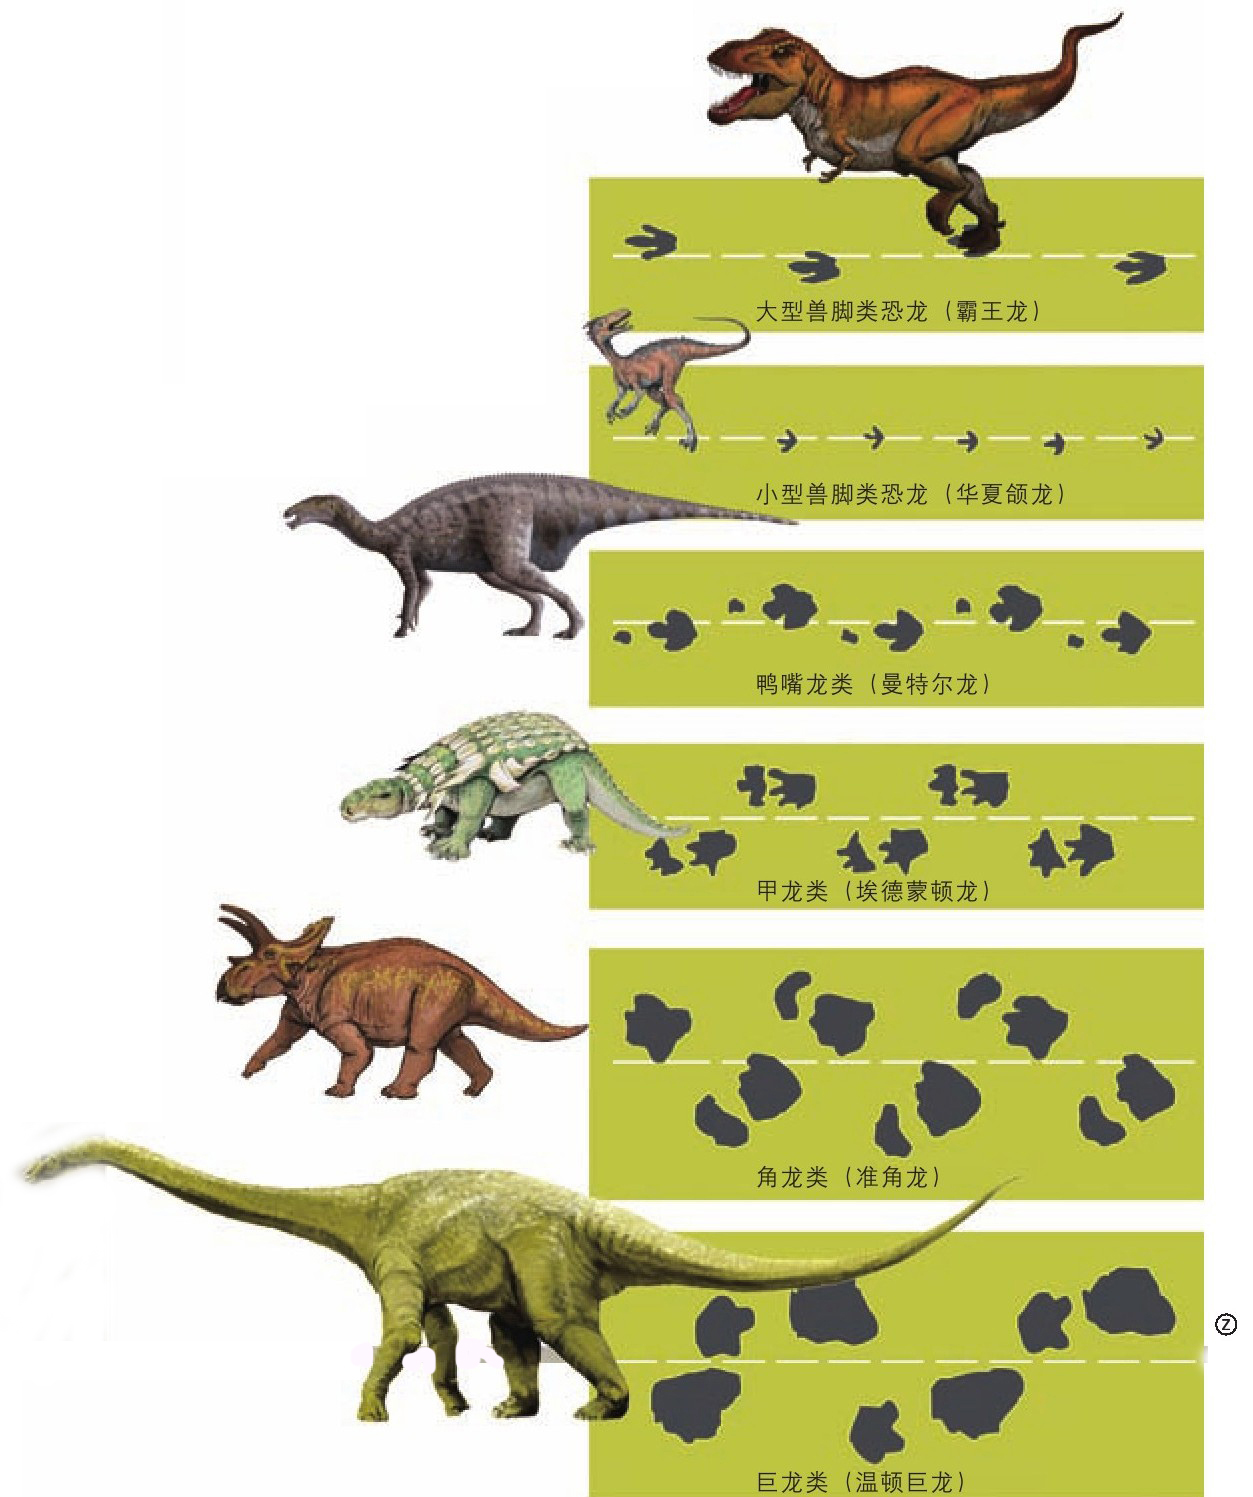 大型兽脚类恐龙（霸王龙）
小型兽脚类恐龙（华夏颌龙）
鸭嘴龙类（曼特尔龙）
甲龙类（埃德蒙顿龙）
角龙类（准角龙）
Ⓩ
巨龙类（温顿巨龙）